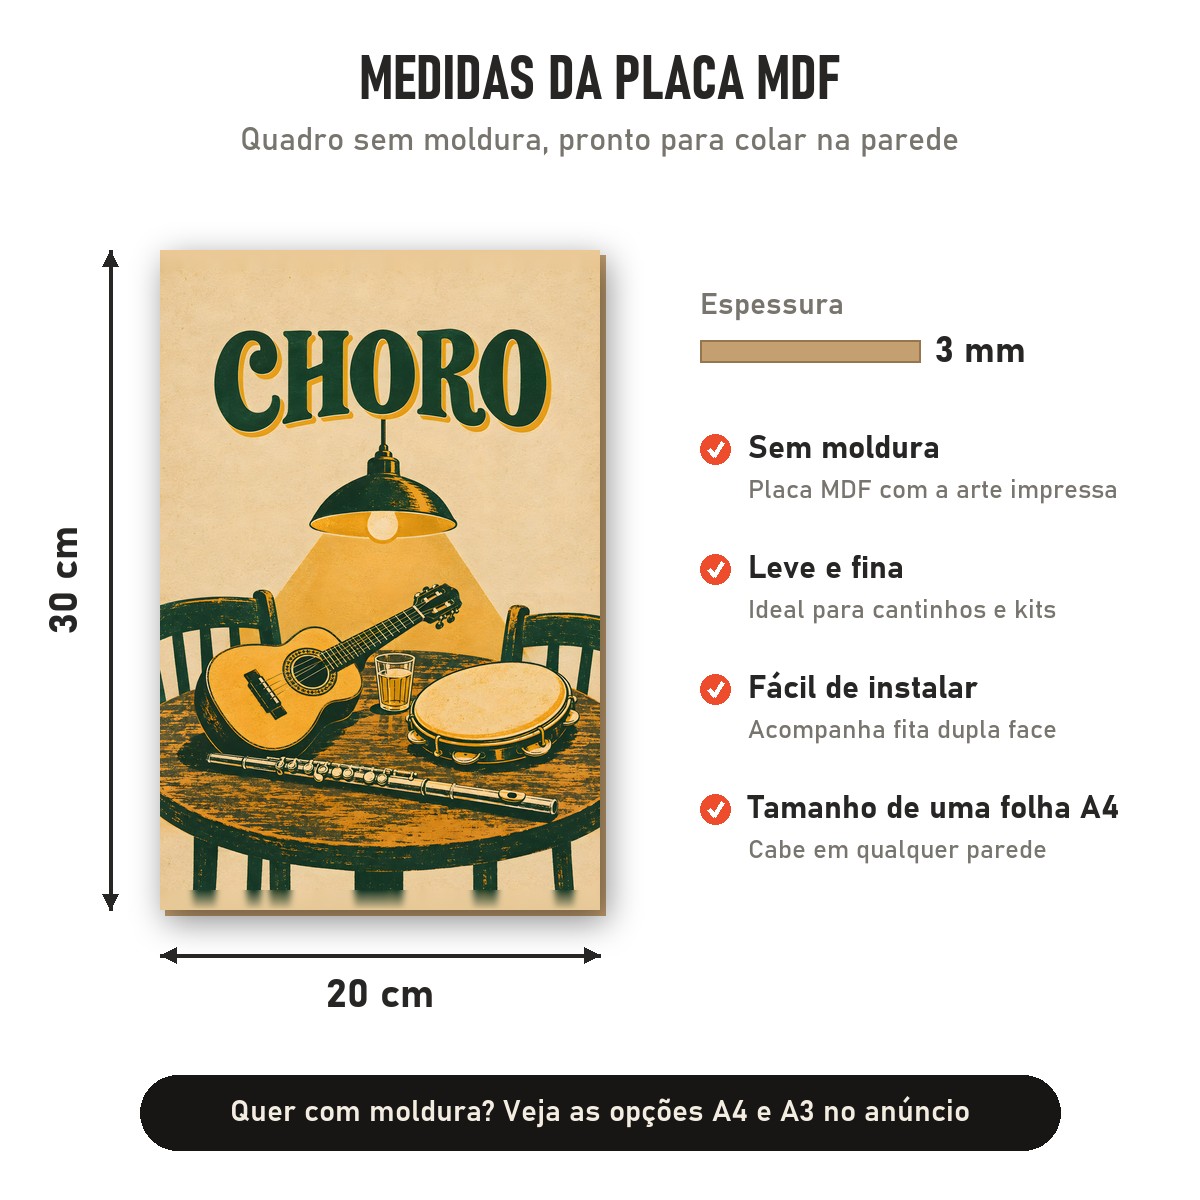 MEDIDAS DA PLACA MDF
Quadro sem moldura, pronto para colar na parede
CHORO
30 cm
20 cm
Espessura
3 mm
Sem moldura
Placa MDF com a arte impressa
Leve e fina
Ideal para cantinhos e kits
Fácil de instalar
Acompanha fita dupla face
Tamanho de uma folha A4
Cabe em qualquer parede
Quer com moldura? Veja as opções A4 e A3 no anúncio